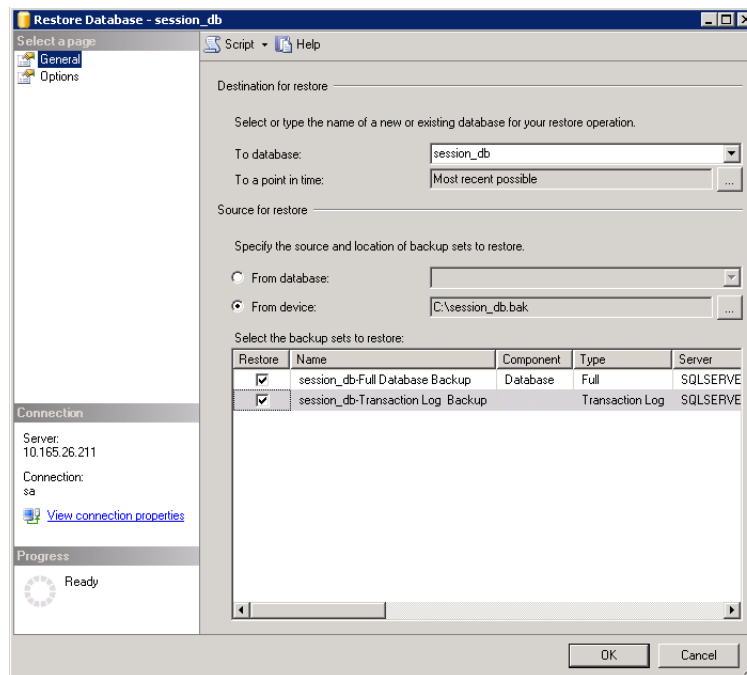 Restore Database - session_db
Select a page
General
Options
Script Help
Destination for restore
Select or type the name of a new or existing database for your restore operation.
To database: session_db
To a point in time: Most recent possible ...
Source for restore
Specify the source and location of backup sets to restore.
From database:
From device: C:\session_db.bak ...
Select the backup sets to restore:
Restore Name Component Type Server
session_db-Full Database Backup Database Full SQLSERVE
session_db-Transaction Log Backup Transaction Log SQLSERVE
Connection
Server:
10.165.26.211
Connection:
sa
View connection properties
Progress
Ready
OK Cancel